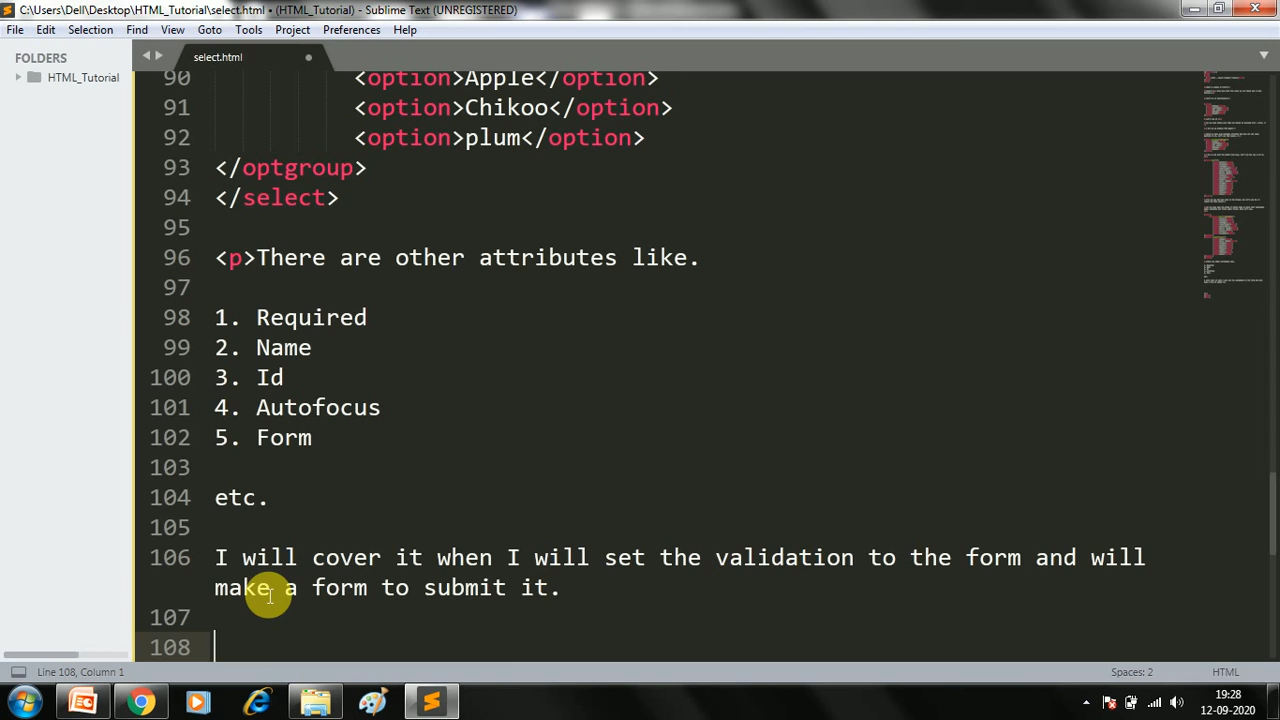 C:\Users\Dell\Desktop\HTML_Tutorial\select.html • (HTML_Tutorial) - Sublime Text (UNREGISTERED)
File Edit Selection Find View Goto Tools Project Preferences Help
FOLDERS
HTML_Tutorial
select.html
90 <option>Apple</option>
91 <option>Chikoo</option>
92 <option>plum</option>
93 </optgroup>
94 </select>
95
96 <p>There are other attributes like.
97
98 1. Required
99 2. Name
100 3. Id
101 4. Autofocus
102 5. Form
103
104 etc.
105
106 I will cover it when I will set the validation to the form and will
make a form to submit it.
107
108
Line 108, Column 1
Spaces: 2
HTML
19:28
12-09-2020